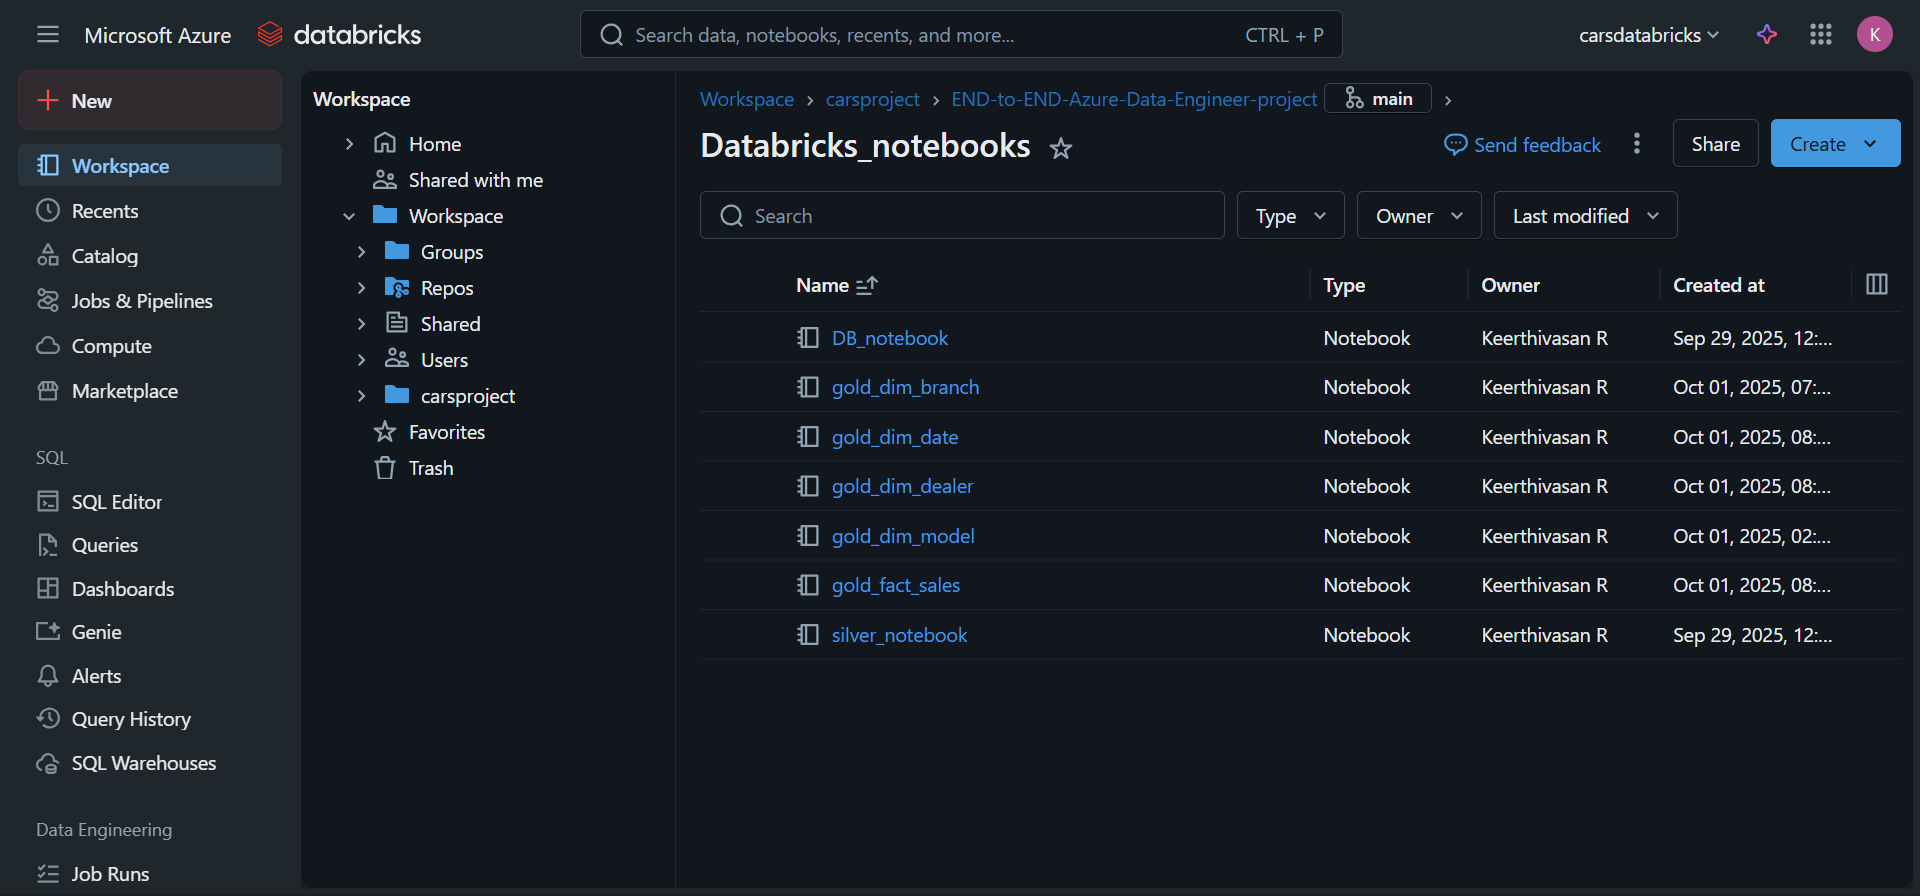 Microsoft Azure databricks
Search data, notebooks, recents, and more... CTRL + P
carsdatabricks
K
New
Workspace
Recents
Catalog
Jobs & Pipelines
Compute
Marketplace
SQL
SQL Editor
Queries
Dashboards
Genie
Alerts
Query History
SQL Warehouses
Data Engineering
Job Runs
Workspace
Home
Shared with me
Workspace
Groups
Repos
Shared
Users
carsproject
Favorites
Trash
Workspace > carsproject > END-to-END-Azure-Data-Engineer-project main >
Databricks_notebooks
Send feedback
Share
Create
Search
Type
Owner
Last modified
Name Type Owner Created at
DB_notebook Notebook Keerthivasan R Sep 29, 2025, 12:...
gold_dim_branch Notebook Keerthivasan R Oct 01, 2025, 07:...
gold_dim_date Notebook Keerthivasan R Oct 01, 2025, 08:...
gold_dim_dealer Notebook Keerthivasan R Oct 01, 2025, 08:...
gold_dim_model Notebook Keerthivasan R Oct 01, 2025, 02:...
gold_fact_sales Notebook Keerthivasan R Oct 01, 2025, 08:...
silver_notebook Notebook Keerthivasan R Sep 29, 2025, 12:...